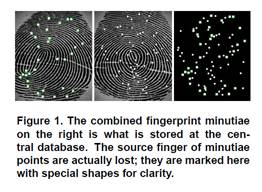 Figure 1. The combined fingerprint minutiae
on the right is what is stored at the cen-
tral database. The source finger of minutiae
points are actually lost; they are marked here
with special shapes for clarity.